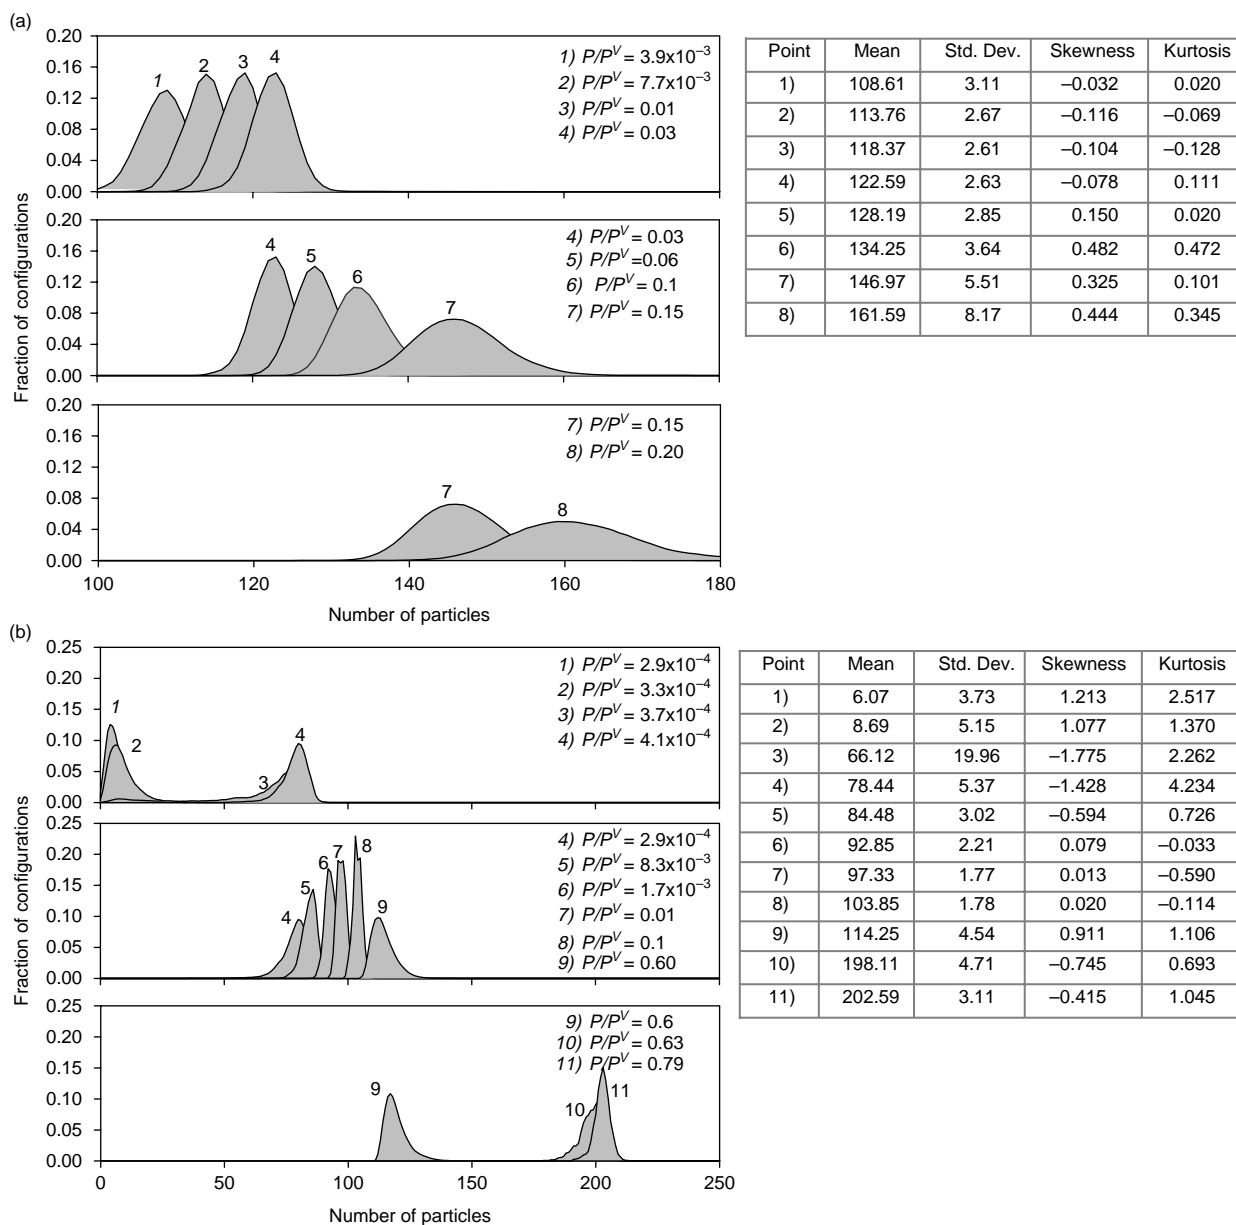 (a)
Fraction of configurations
0.20
0.16
0.12
0.08
0.04
0.00
1
2
3
4
1) P/P^V = 3.9x10^–3
2) P/P^V = 7.7x10^–3
3) P/P^V = 0.01
4) P/P^V = 0.03
0.20
0.16
0.12
0.08
0.04
0.00
4
5
6
7
4) P/P^V = 0.03
5) P/P^V =0.06
6) P/P^V = 0.1
7) P/P^V = 0.15
100 120 140 160 180
0.20
0.16
0.12
0.08
0.04
0.00
7
8
7) P/P^V = 0.15
8) P/P^V = 0.20
100 120 140 160 180
Number of particles
Point Mean Std. Dev. Skewness Kurtosis
1) 108.61 3.11 –0.032 0.020
2) 113.76 2.67 –0.116 –0.069
3) 118.37 2.61 –0.104 –0.128
4) 122.59 2.63 –0.078 0.111
5) 128.19 2.85 0.150 0.020
6) 134.25 3.64 0.482 0.472
7) 146.97 5.51 0.325 0.101
8) 161.59 8.17 0.444 0.345
(b)
Fraction of configurations
0.25
0.20
0.15
0.10
0.05
0.00
1
2
3
4
1) P/P^V = 2.9x10^–4
2) P/P^V = 3.3x10^–4
3) P/P^V = 3.7x10^–4
4) P/P^V = 4.1x10^–4
0.25
0.20
0.15
0.10
0.05
0.00
4
5
6
7
8
9
4) P/P^V = 2.9x10^–4
5) P/P^V = 8.3x10^–3
6) P/P^V = 1.7x10^–3
7) P/P^V = 0.01
8) P/P^V = 0.1
9) P/P^V = 0.60
0.25
0.20
0.15
0.10
0.05
0.00
9
10
11
9) P/P^V = 0.6
10) P/P^V = 0.63
11) P/P^V = 0.79
0 50 100 150 200 250
Number of particles
Point Mean Std. Dev. Skewness Kurtosis
1) 6.07 3.73 1.213 2.517
2) 8.69 5.15 1.077 1.370
3) 66.12 19.96 –1.775 2.262
4) 78.44 5.37 –1.428 4.234
5) 84.48 3.02 –0.594 0.726
6) 92.85 2.21 0.079 –0.033
7) 97.33 1.77 0.013 –0.590
8) 103.85 1.78 0.020 –0.114
9) 114.25 4.54 0.911 1.106
10) 198.11 4.71 –0.745 0.693
11) 202.59 3.11 –0.415 1.045